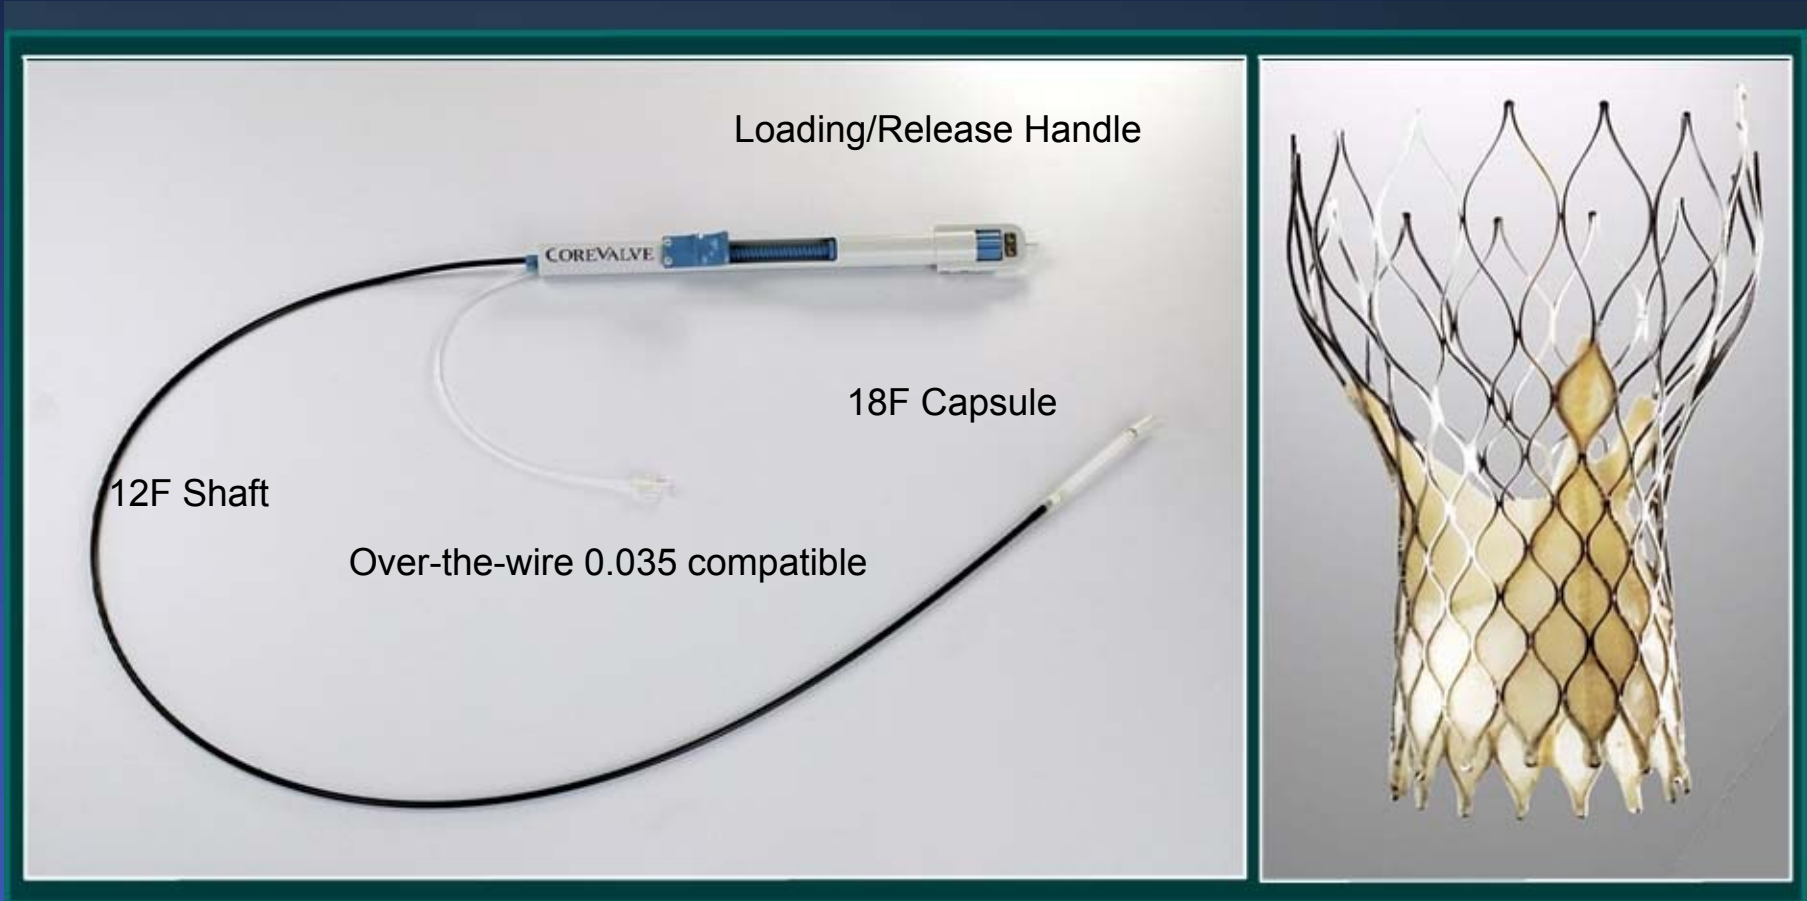 Loading/Release Handle
COREVALVE
18F Capsule
12F Shaft
Over-the-wire 0.035 compatible